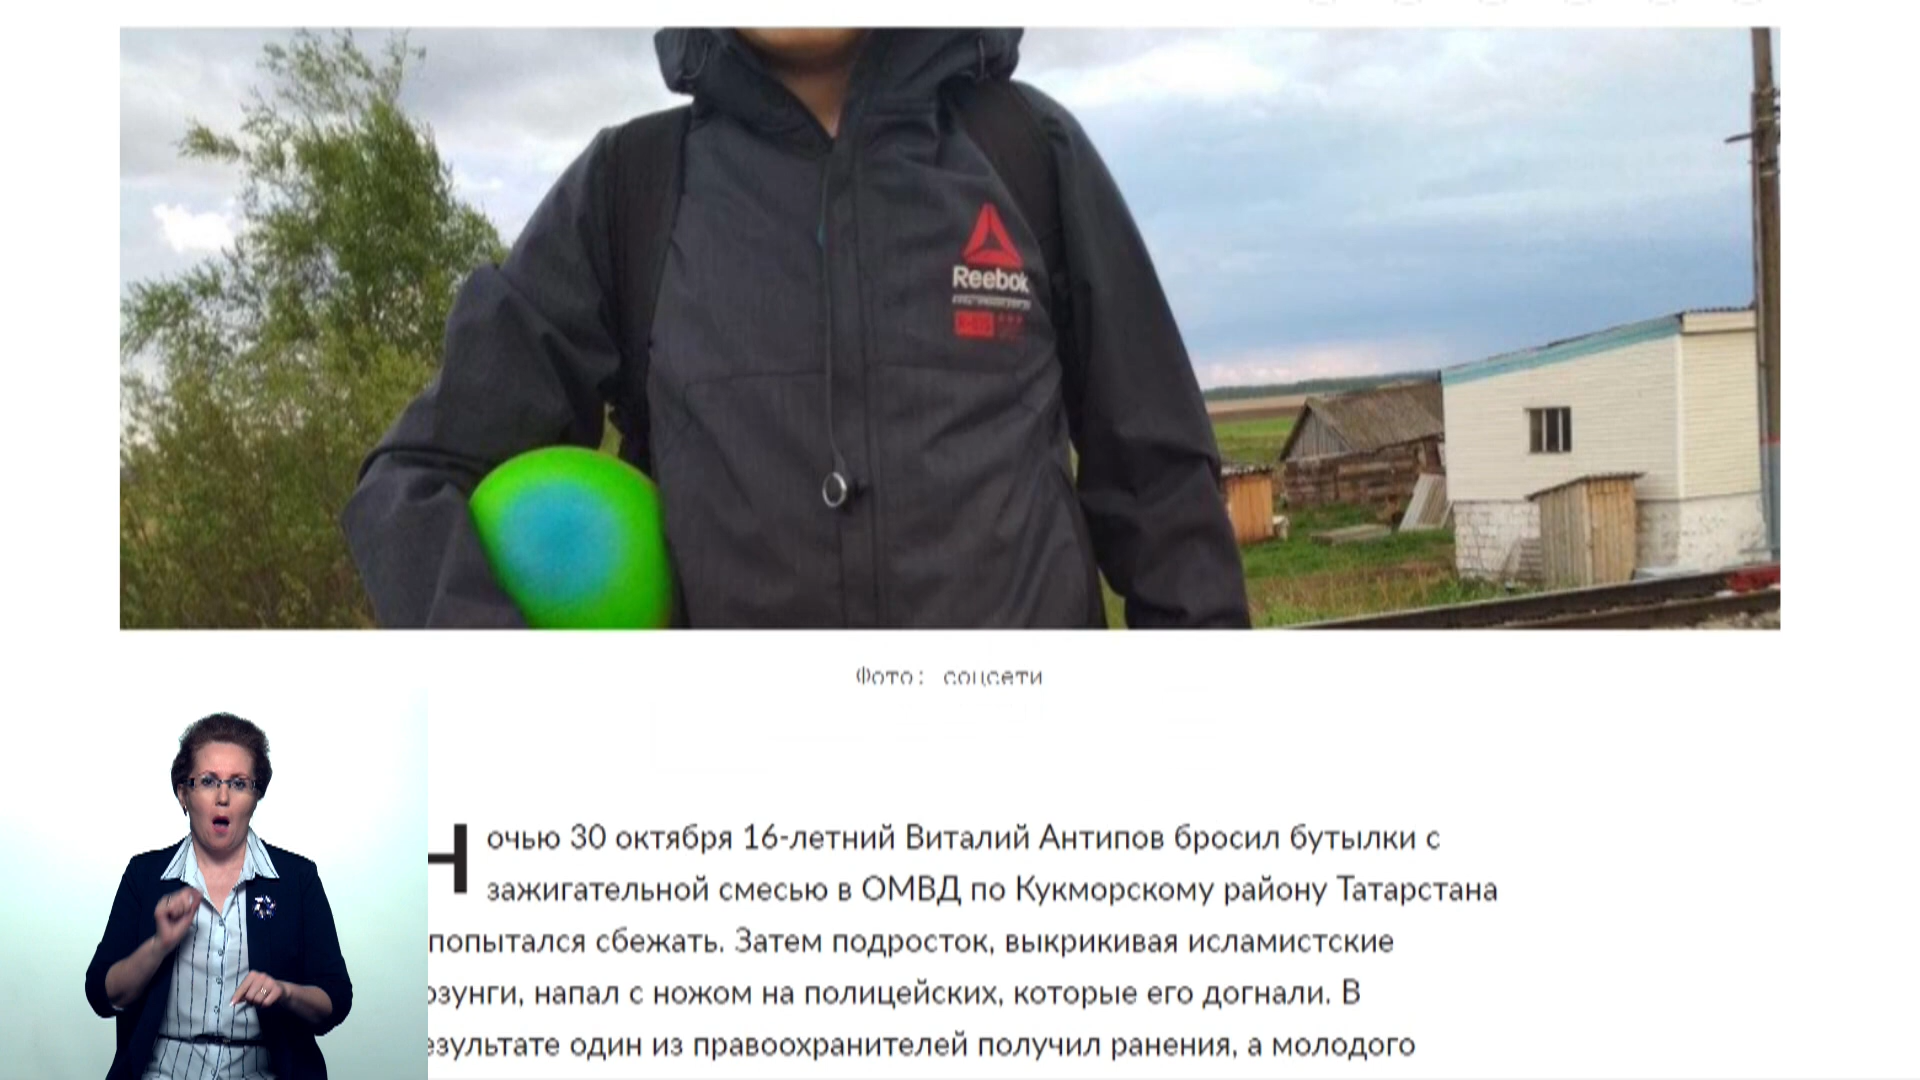 Reebok
Фото: соцсети
Ночью 30 октября 16-летний Виталий Антипов бросил бутылки с
зажигательной смесью в ОМВД по Кукморскому району Татарстана
попытался сбежать. Затем подросток, выкрикивая исламистские
озунги, напал с ножом на полицейских, которые его догнали. В
езультате один из правоохранителей получил ранения, а молодого